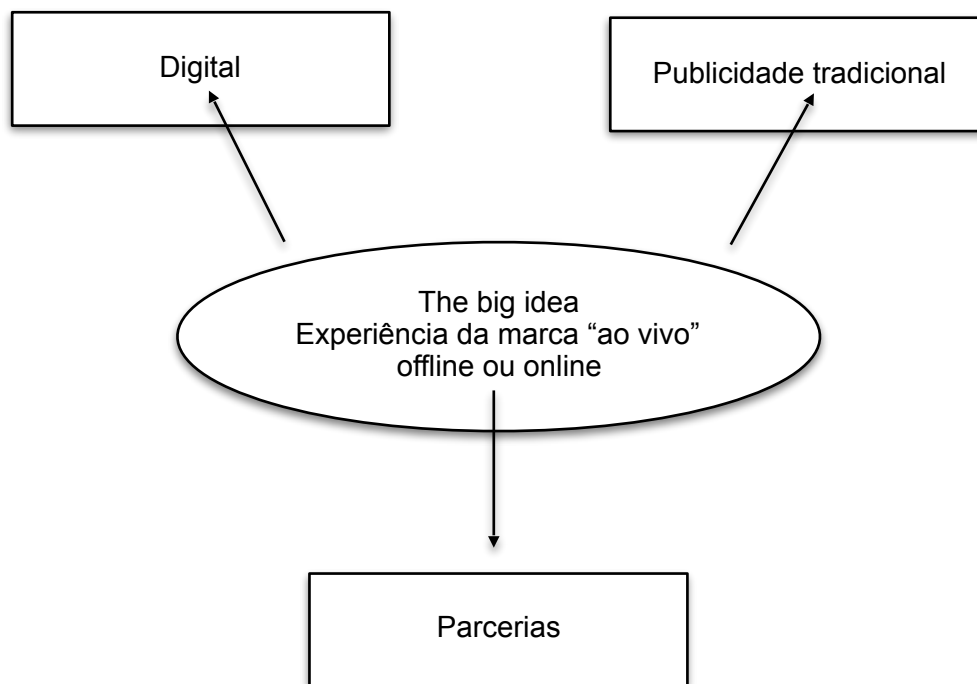 Digital
Publicidade tradicional
The big idea
Experiência da marca “ao vivo”
offline ou online
Parcerias